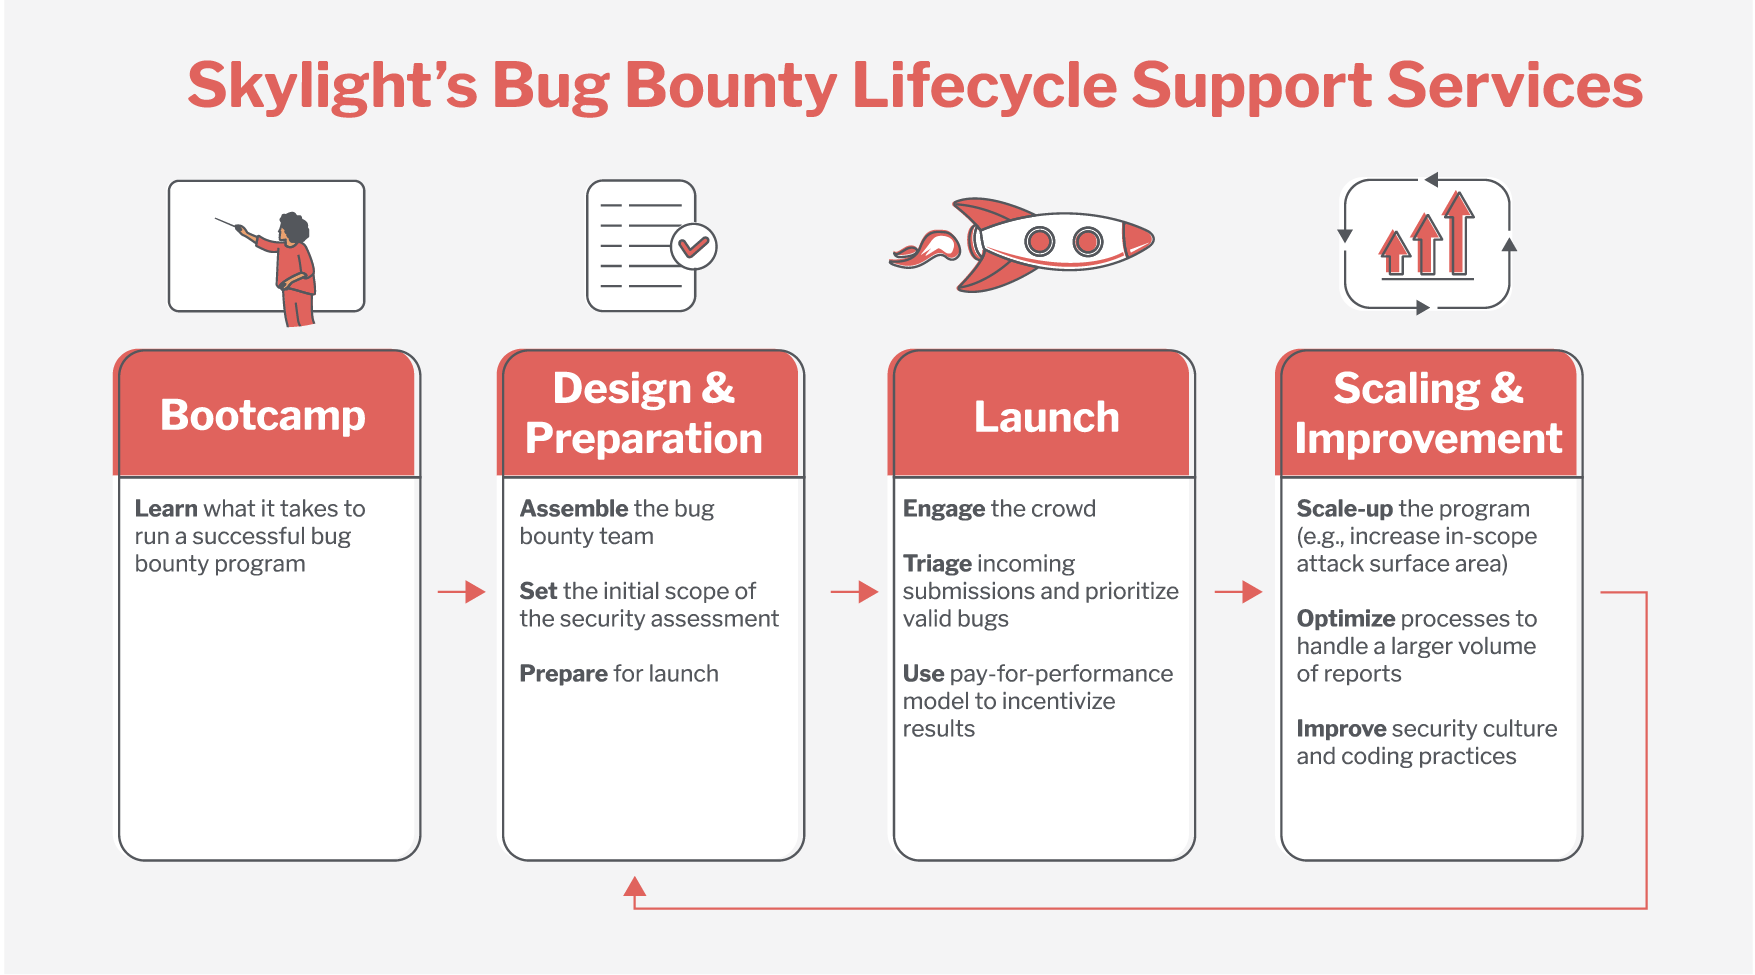 Skylight’s Bug Bounty Lifecycle Support Services
Bootcamp
Learn what it takes to
run a successful bug
bounty program
Design &
Preparation
Assemble the bug
bounty team
Set the initial scope of
the security assessment
Prepare for launch
Launch
Engage the crowd
Triage incoming
submissions and prioritize
valid bugs
Use pay-for-performance
model to incentivize
results
Scaling &
Improvement
Scale-up the program
(e.g., increase in-scope
attack surface area)
Optimize processes to
handle a larger volume
of reports
Improve security culture
and coding practices